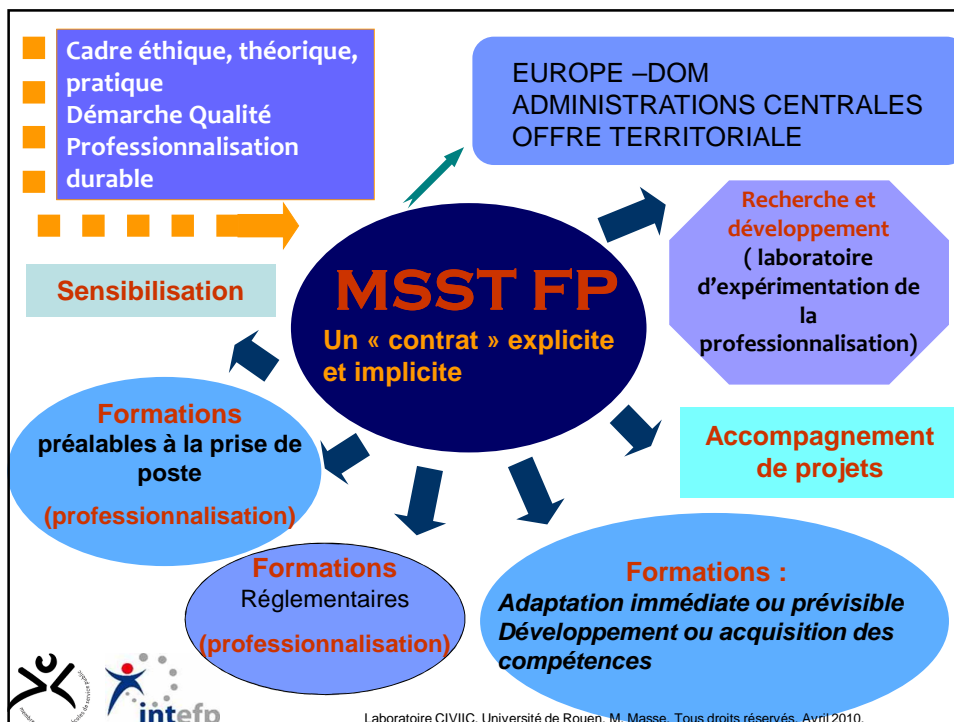 Cadre éthique, théorique,
pratique
Démarche Qualité
Professionnalisation
durable
EUROPE –DOM
ADMINISTRATIONS CENTRALES
OFFRE TERRITORIALE
Recherche et
développement
( laboratoire
d’expérimentation de
la
professionnalisation)
Sensibilisation
MSST FP
Un « contrat » explicite
et implicite
Formations
préalables à la prise de
poste
(professionnalisation)
Accompagnement
de projets
Formations
Réglementaires
(professionnalisation)
Formations :
Adaptation immédiate ou prévisible
Développement ou acquisition des
compétences
intefp
Laboratoire CIVIIC, Université de Rouen, M. Masse, Tous droits réservés, Avril 2010,